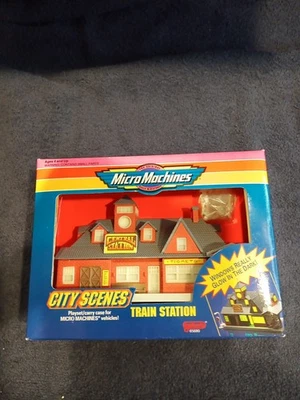 Micro Machines
CENTRAL
STATION
TICKETS
WINDOWS REALLY
GLOW IN THE DARK!
CITY SCENES
Playset/carry case for
MICRO MACHINES® vehicles!
TRAIN STATION